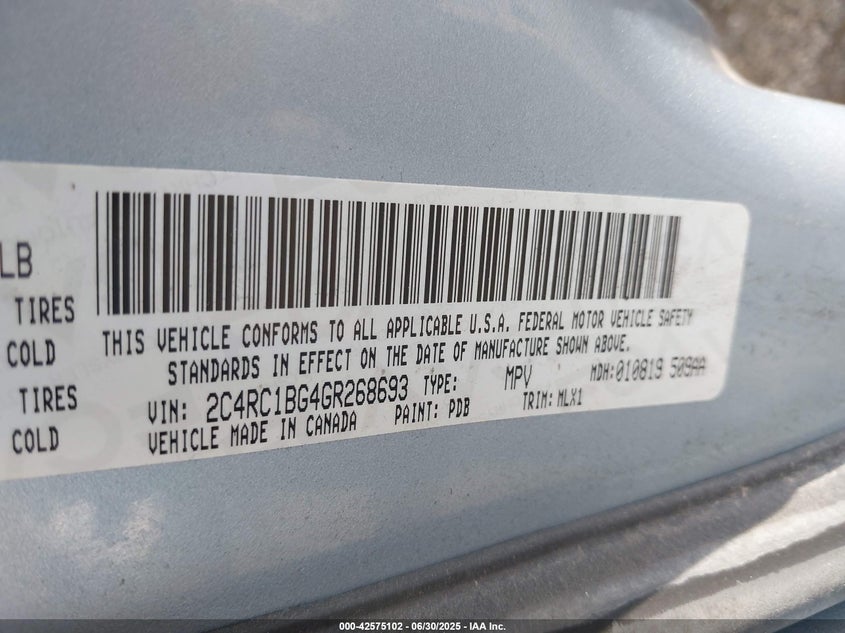 LB
TIRES
COLD
TIRES
COLD
THIS VEHICLE CONFORMS TO ALL APPLICABLE U.S.A. FEDERAL MOTOR VEHICLE SAFETY
STANDARDS IN EFFECT ON THE DATE OF MANUFACTURE SHOWN ABOVE.
VIN: 2C4RC1BG4GR268693 TYPE: MPV MDH:010819 509AA
VEHICLE MADE IN CANADA PAINT: PDB TRIM: MLX1
000-42575102 - 06/30/2025 - IAA Inc.